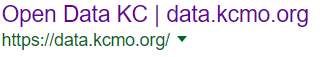 Open Data KC | data.kcmo.org
https://data.kcmo.org/